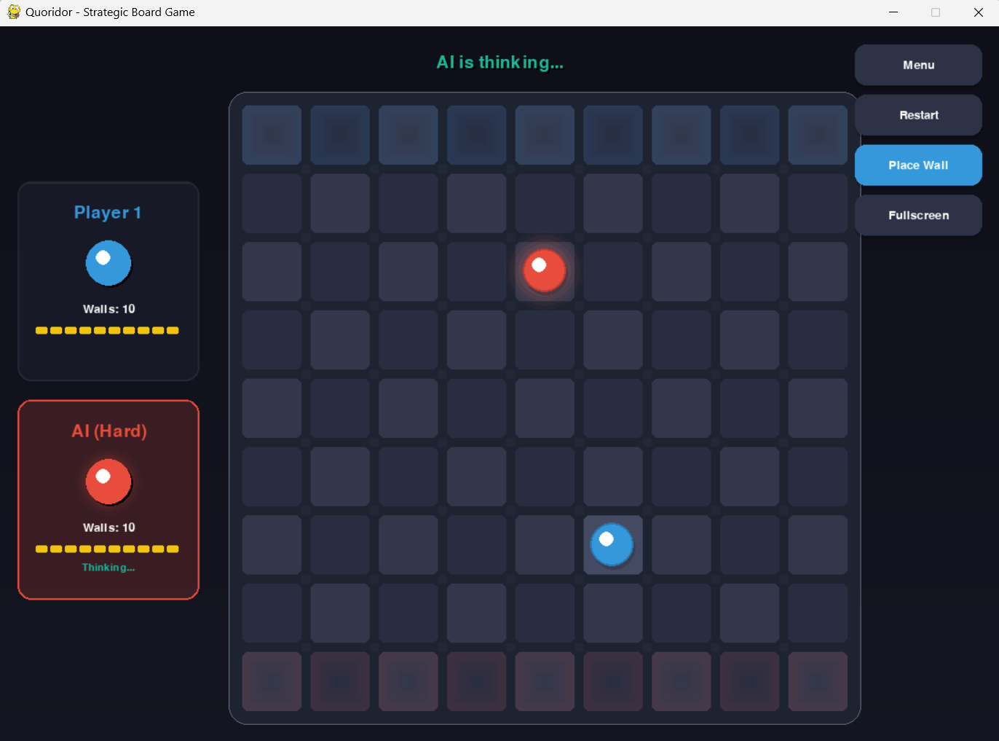 Quoridor - Strategic Board Game
AI is thinking...
Menu
Restart
Place Wall
Fullscreen
Player 1
Walls: 10
AI (Hard)
Walls: 10
Thinking...